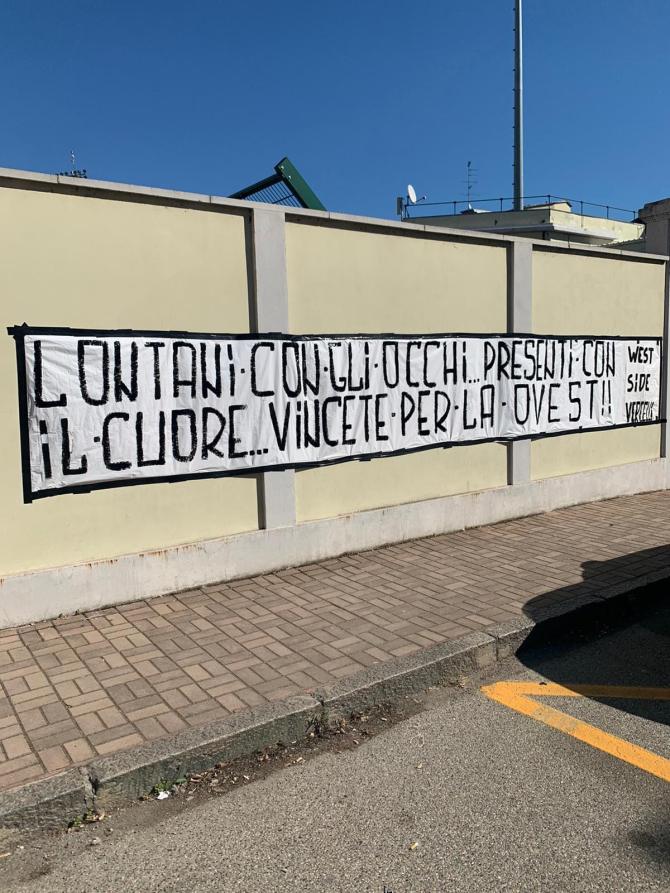 LONTANi·CON·GLi·OCCHi...PRESENTi·CON
iL·CUORE...ViNCETE·PER·LA·OVEST!!
WEST
SiDE
VERCELLI